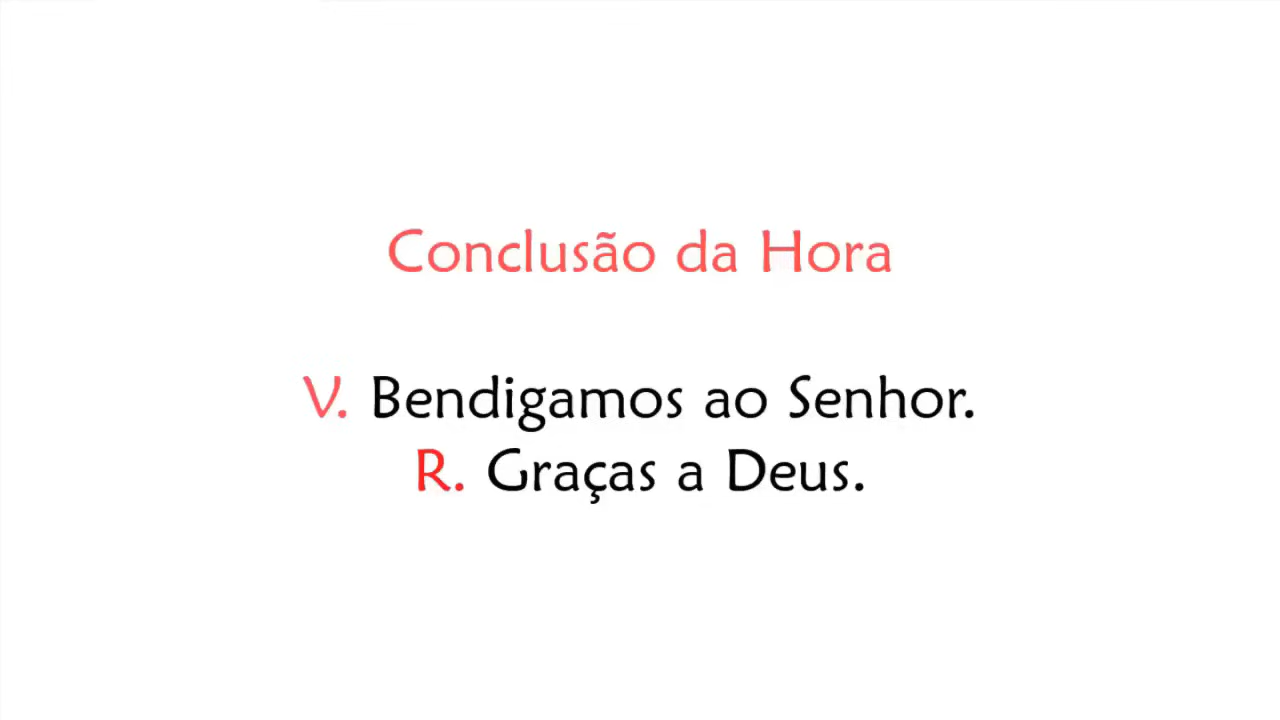 Conclusão da Hora
V. Bendigamos ao Senhor.
R. Graças a Deus.